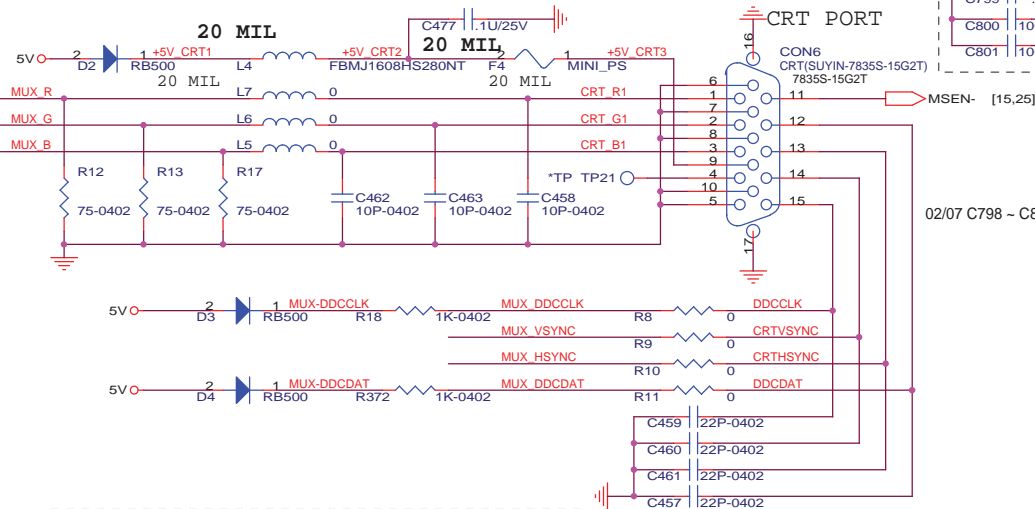 C477 .1U/25V
CRT PORT
C799
C800 10
C801 10
20 MIL
20 MIL
5V
2
D2
1
RB500
+5V_CRT1
20 MIL
L4
+5V_CRT2
FBMJ1608HS280NT
2
F4
20 MIL
1
MINI_PS
+5V_CRT3
16
CON6
CRT(SUYIN-7835S-15G2T)
7835S-15G2T
MUX_R
L7
0
CRT_R1
MUX_G
L6
0
CRT_G1
MUX_B
L5
0
CRT_B1
6
1
7
2
8
3
9
4
10
5
11
12
13
14
15
17
MSEN- [15,25]
R12
75-0402
R13
75-0402
R17
75-0402
C462
10P-0402
C463
10P-0402
C458
10P-0402
*TP TP21
02/07 C798 ~ C8
5V
2
D3
1
RB500
MUX-DDCCLK
R18
1K-0402
MUX_DDCCLK
R8
0
DDCCLK
MUX_VSYNC
R9
0
CRTVSYNC
MUX_HSYNC
R10
0
CRTHSYNC
5V
2
D4
1
RB500
MUX-DDCDAT
R372
1K-0402
MUX_DDCDAT
R11
0
DDCDAT
C459 22P-0402
C460 22P-0402
C461 22P-0402
C457 22P-0402